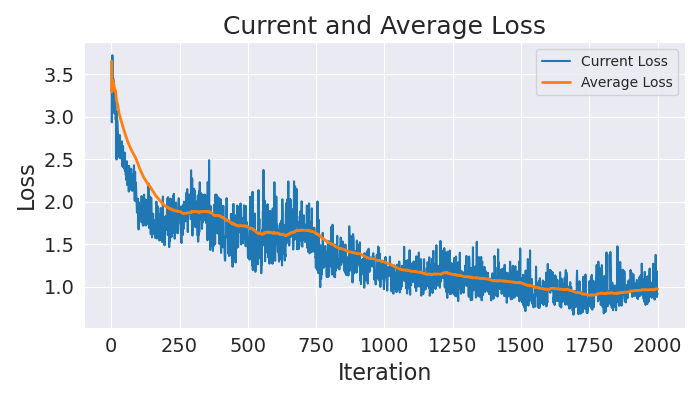 Current and Average Loss
Current Loss
Average Loss
Loss
3.5
3.0
2.5
2.0
1.5
1.0
0 250 500 750 1000 1250 1500 1750 2000
Iteration